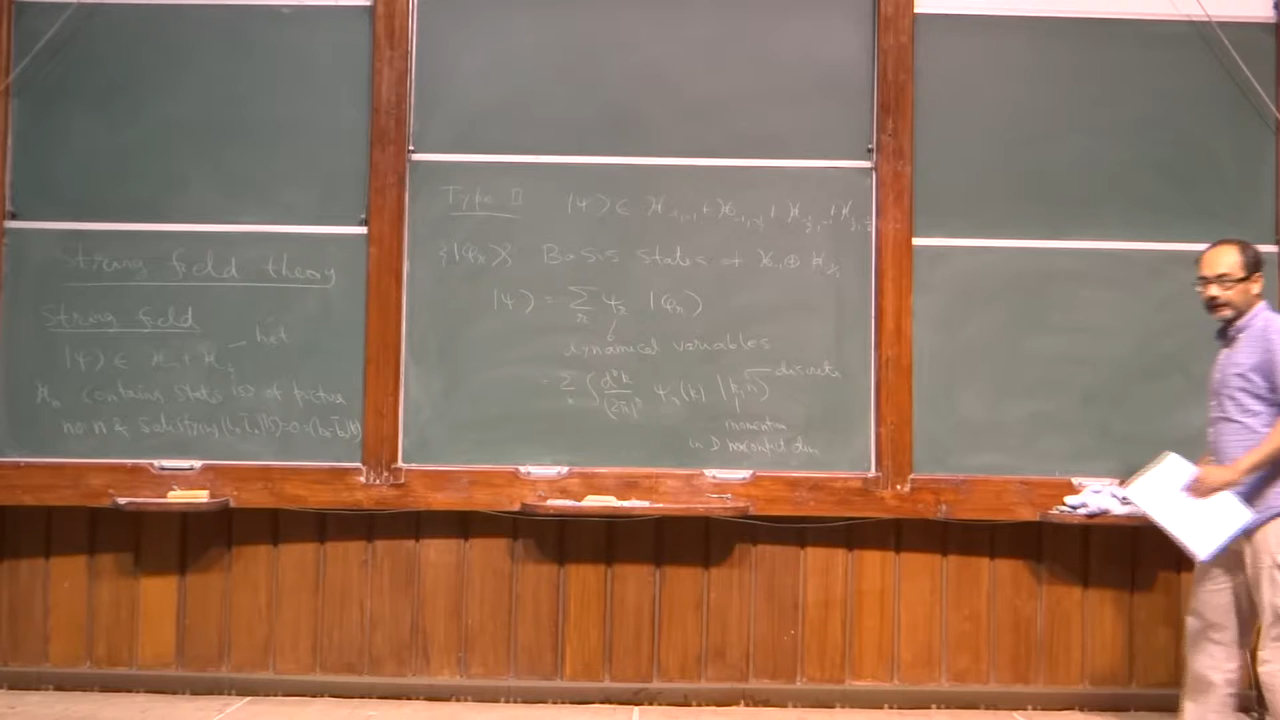 string field theory
String field
|ψ⟩ ∈ H₋₁ + H₋½ — het
Hₙ contains states |s⟩ of picture
no n & satisfying (L₀-L̄₀)|s⟩=0=(b₀-b̄₀)|s⟩
Type II |ψ⟩ ∈ H₋₁,₋₁ + H₋₁,₋½ + H₋½,₋₁ + H₋½,₋½
{|φᵣ⟩} Basis states of H₋₁ ⊕ H₋½
|ψ⟩ = Σᵣ ψᵣ |φᵣ⟩
dynamical variables
= Σₙ ∫ dᴰk/(2π)ᴰ ψₙ(k) |k,n⟩ — discrete
momentum
in D noncompact dim